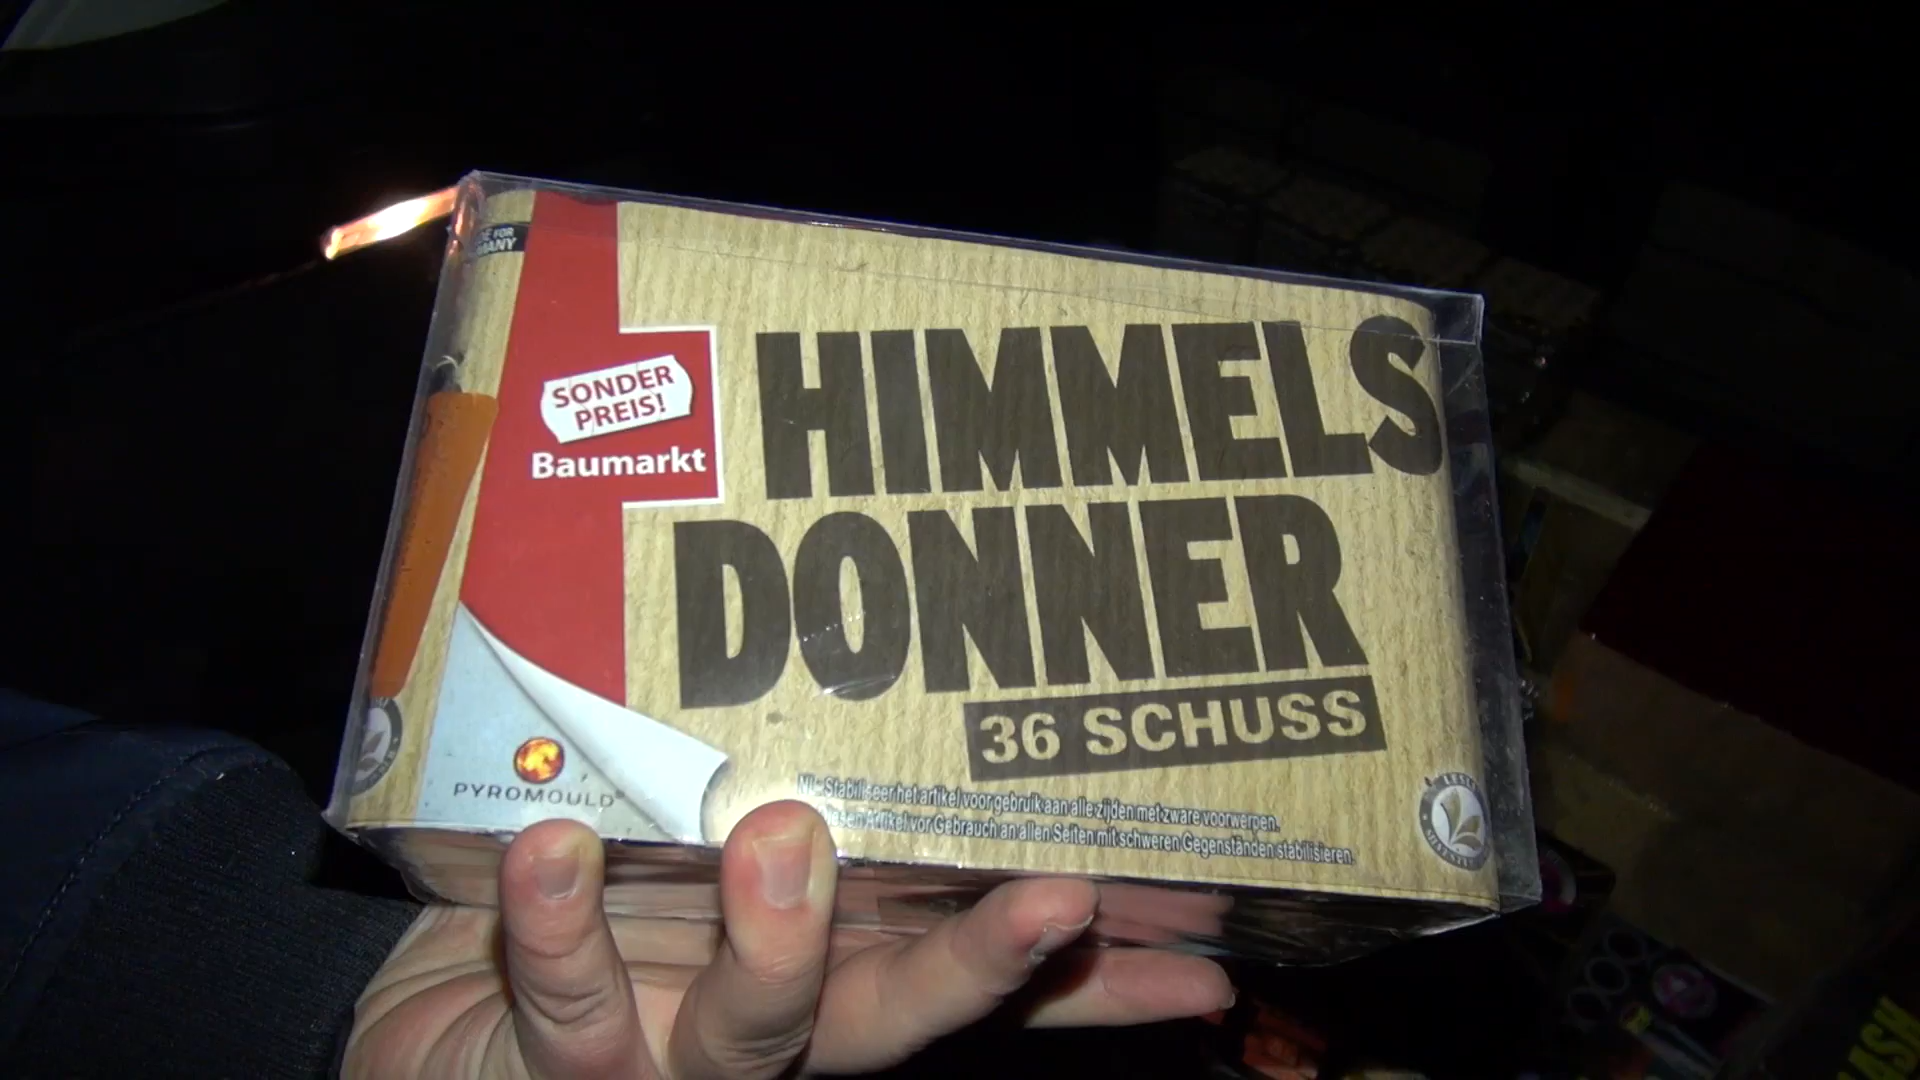 SONDER
PREIS!
Baumarkt
HIMMELS
DONNER
36 SCHUSS
PYROMOULD®
NL: Stabiliseer het artikel voor gebruik aan alle zijden met zware voorwerpen.
Artikel vor Gebrauch an allen Seiten mit schweren Gegenständen stabilisieren.
FOR